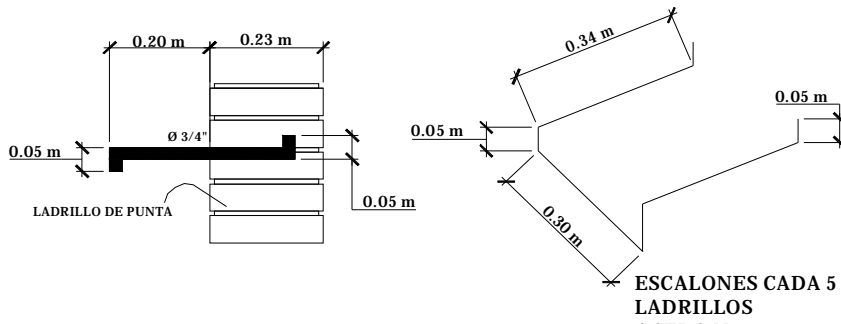 0.20 m
0.23 m
0.34 m
0.05 m
0.05 m
Ø 3/4"
0.05 m
0.05 m
LADRILLO DE PUNTA
0.30 m
ESCALONES CADA 5
LADRILLOS